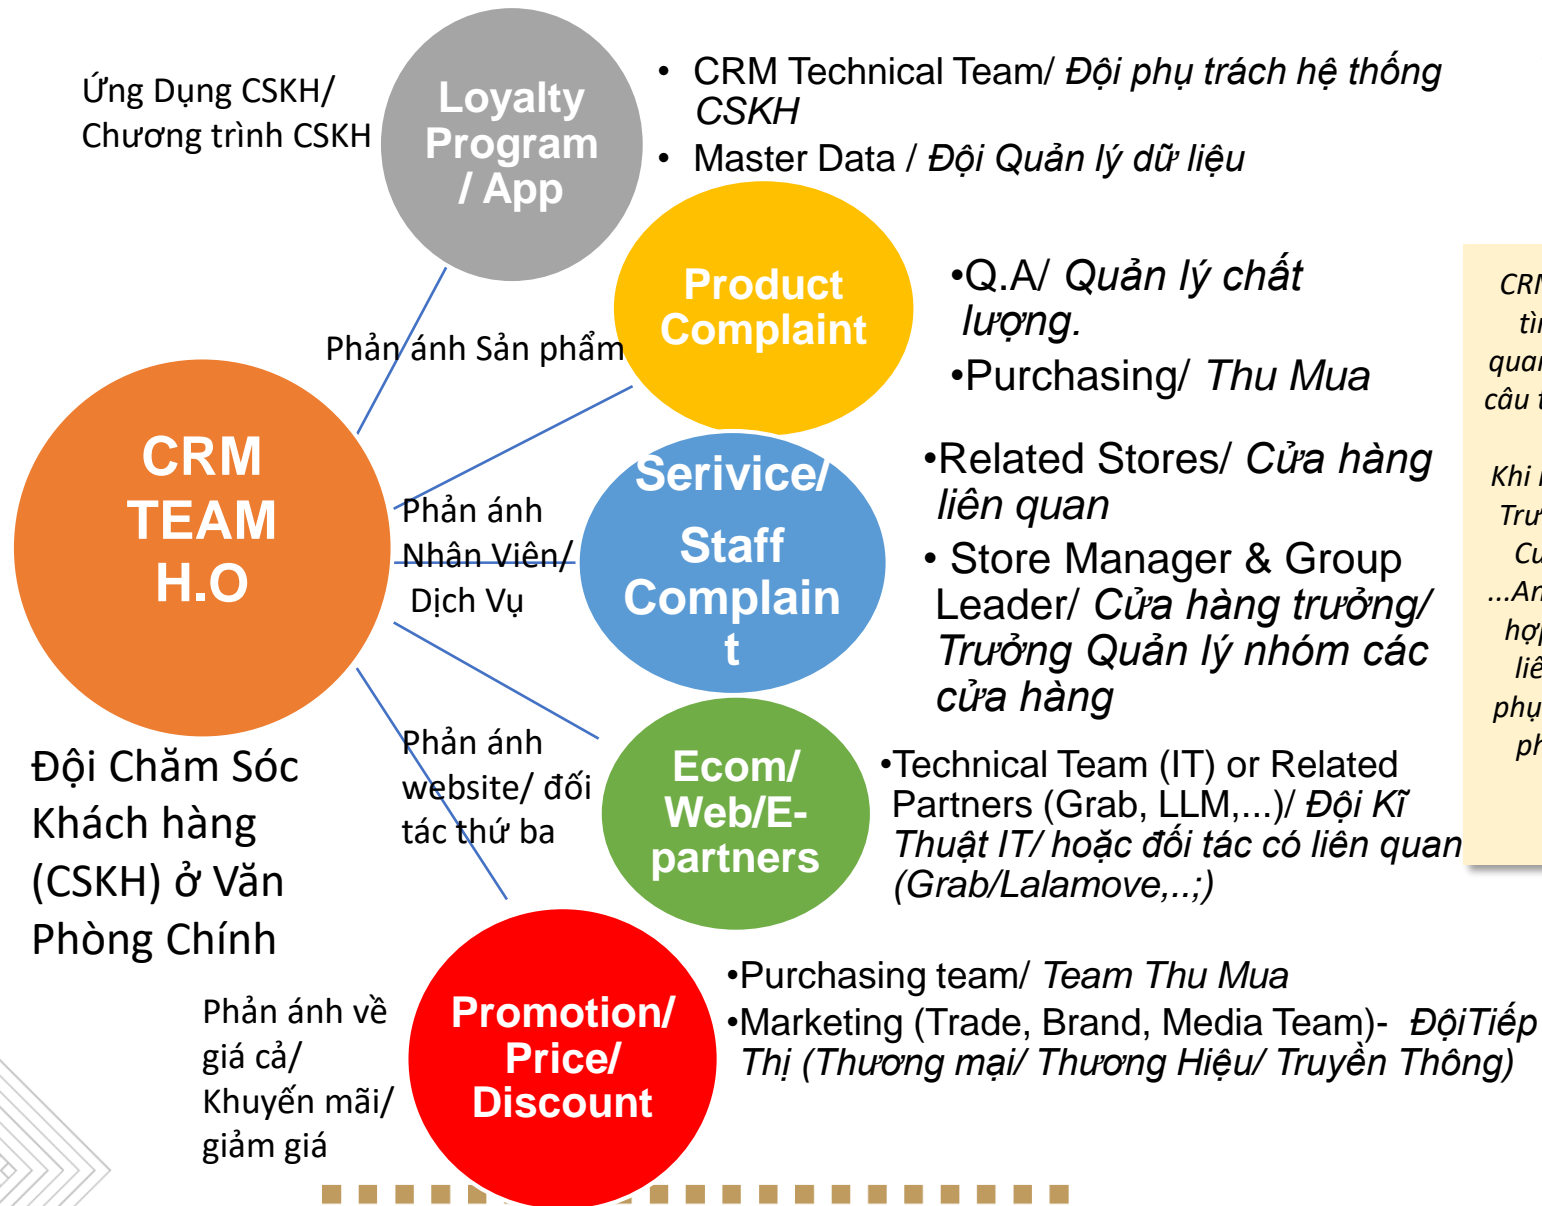 Ứng Dụng CSKH/
Chương trình CSKH
Loyalty
Program
/ App
• CRM Technical Team/ Đội phụ trách hệ thống
CSKH
• Master Data / Đội Quản lý dữ liệu
Phản ánh Sản phẩm
Product
Complaint
•Q.A/ Quản lý chất
lượng.
•Purchasing/ Thu Mua
CRM
TEAM
H.O
Đội Chăm Sóc
Khách hàng
(CSKH) ở Văn
Phòng Chính
Phản ánh
Nhân Viên/
Dịch Vụ
Serivice/
Staff
Complain
t
•Related Stores/ Cửa hàng
liên quan
• Store Manager & Group
Leader/ Cửa hàng trưởng/
Trưởng Quản lý nhóm các
cửa hàng
Phản ánh
website/ đối
tác thứ ba
Ecom/
Web/E-
partners
•Technical Team (IT) or Related
Partners (Grab, LLM,...)/ Đội Kĩ
Thuật IT/ hoặc đối tác có liên quan
(Grab/Lalamove,..;)
Phản ánh về
giá cả/
Khuyến mãi/
giảm giá
Promotion/
Price/
Discount
•Purchasing team/ Team Thu Mua
•Marketing (Trade, Brand, Media Team)- ĐộiTiếp
Thị (Thương mại/ Thương Hiệu/ Truyền Thông)
câu
Khi
liê